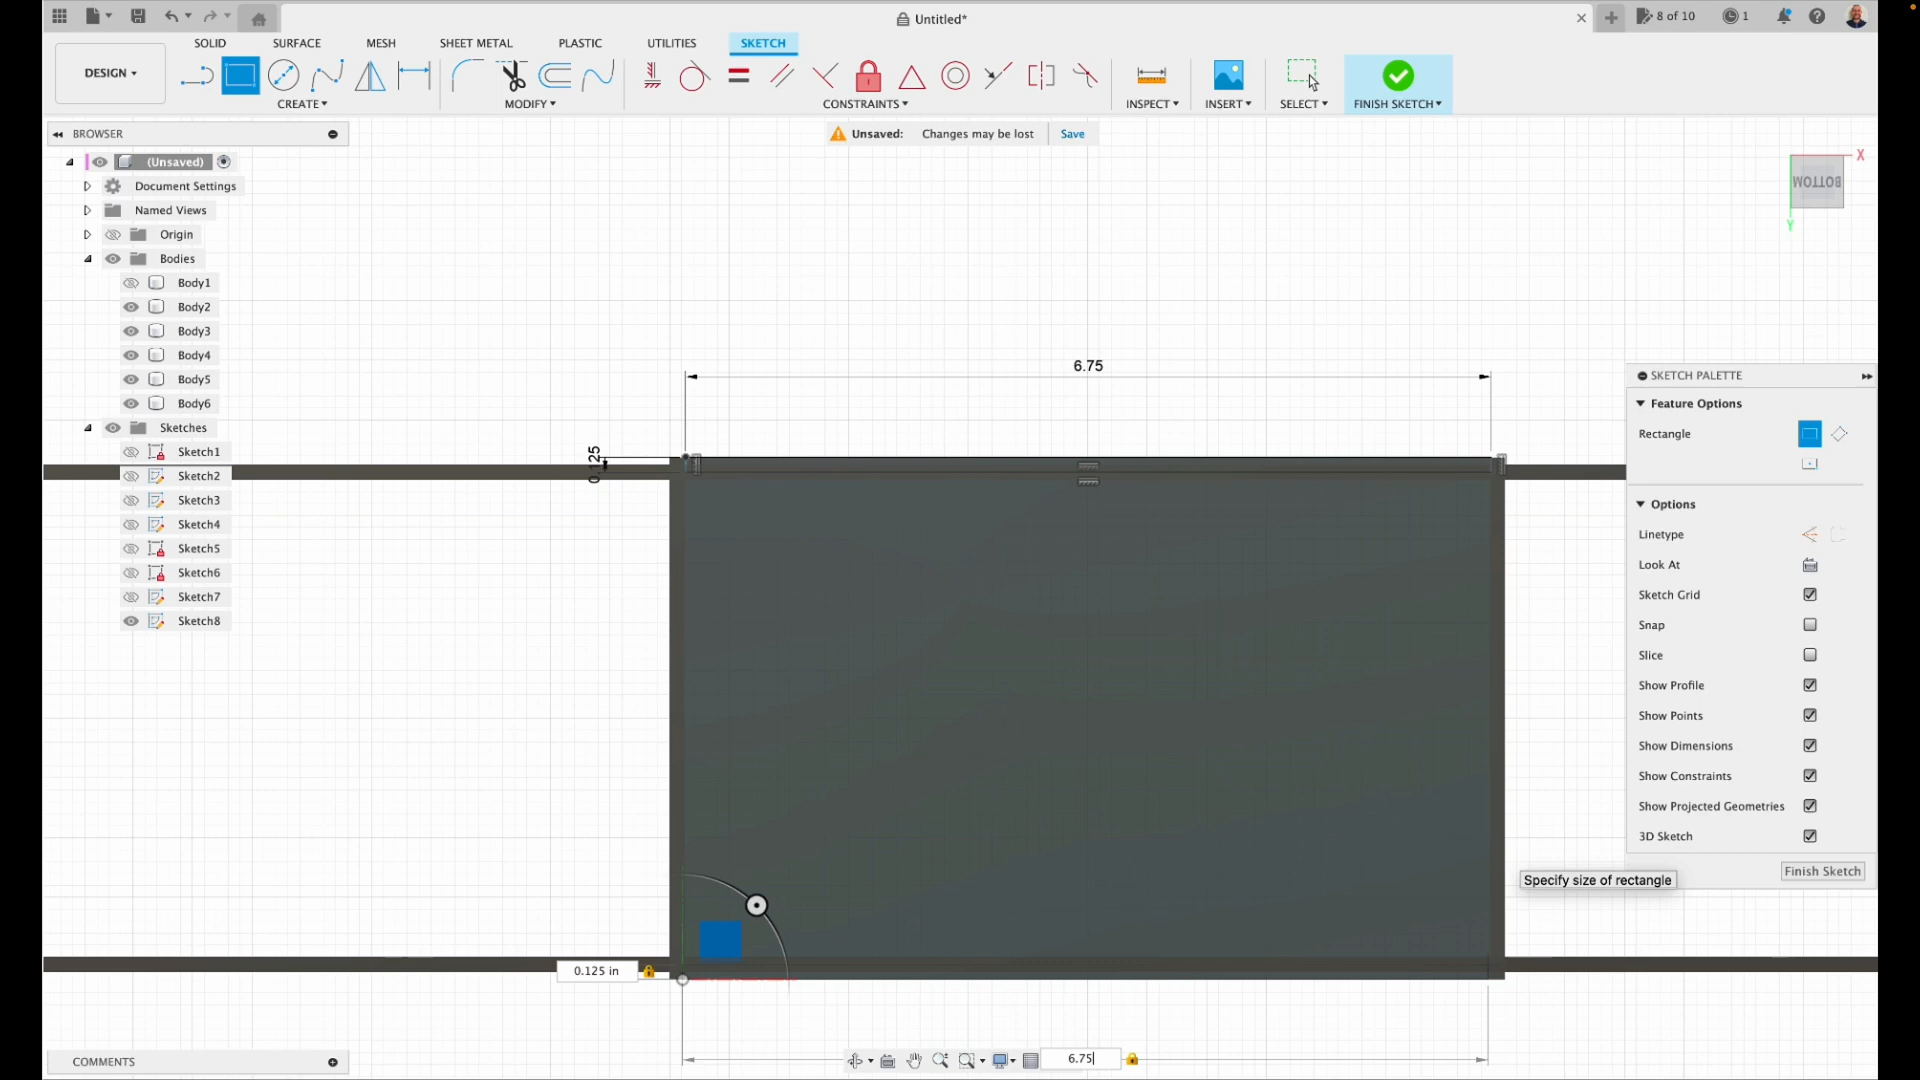 Untitled*
8 of 10
1
SOLID
SURFACE
MESH
SHEET METAL
PLASTIC
UTILITIES
SKETCH
DESIGN
CREATE
MODIFY
CONSTRAINTS
INSPECT
INSERT
SELECT
FINISH SKETCH
BROWSER
Unsaved: Changes may be lost Save
(Unsaved)
Document Settings
Named Views
Origin
Bodies
Body1
Body2
Body3
Body4
Body5
Body6
Sketches
Sketch1
Sketch2
Sketch3
Sketch4
Sketch5
Sketch6
Sketch7
Sketch8
X
BOTTOM
Y
6.75
0.125
SKETCH PALETTE
Feature Options
Rectangle
Options
Linetype
Look At
Sketch Grid
Snap
Slice
Show Profile
Show Points
Show Dimensions
Show Constraints
Show Projected Geometries
3D Sketch
Finish Sketch
Specify size of rectangle
0.125 in
6.75
COMMENTS